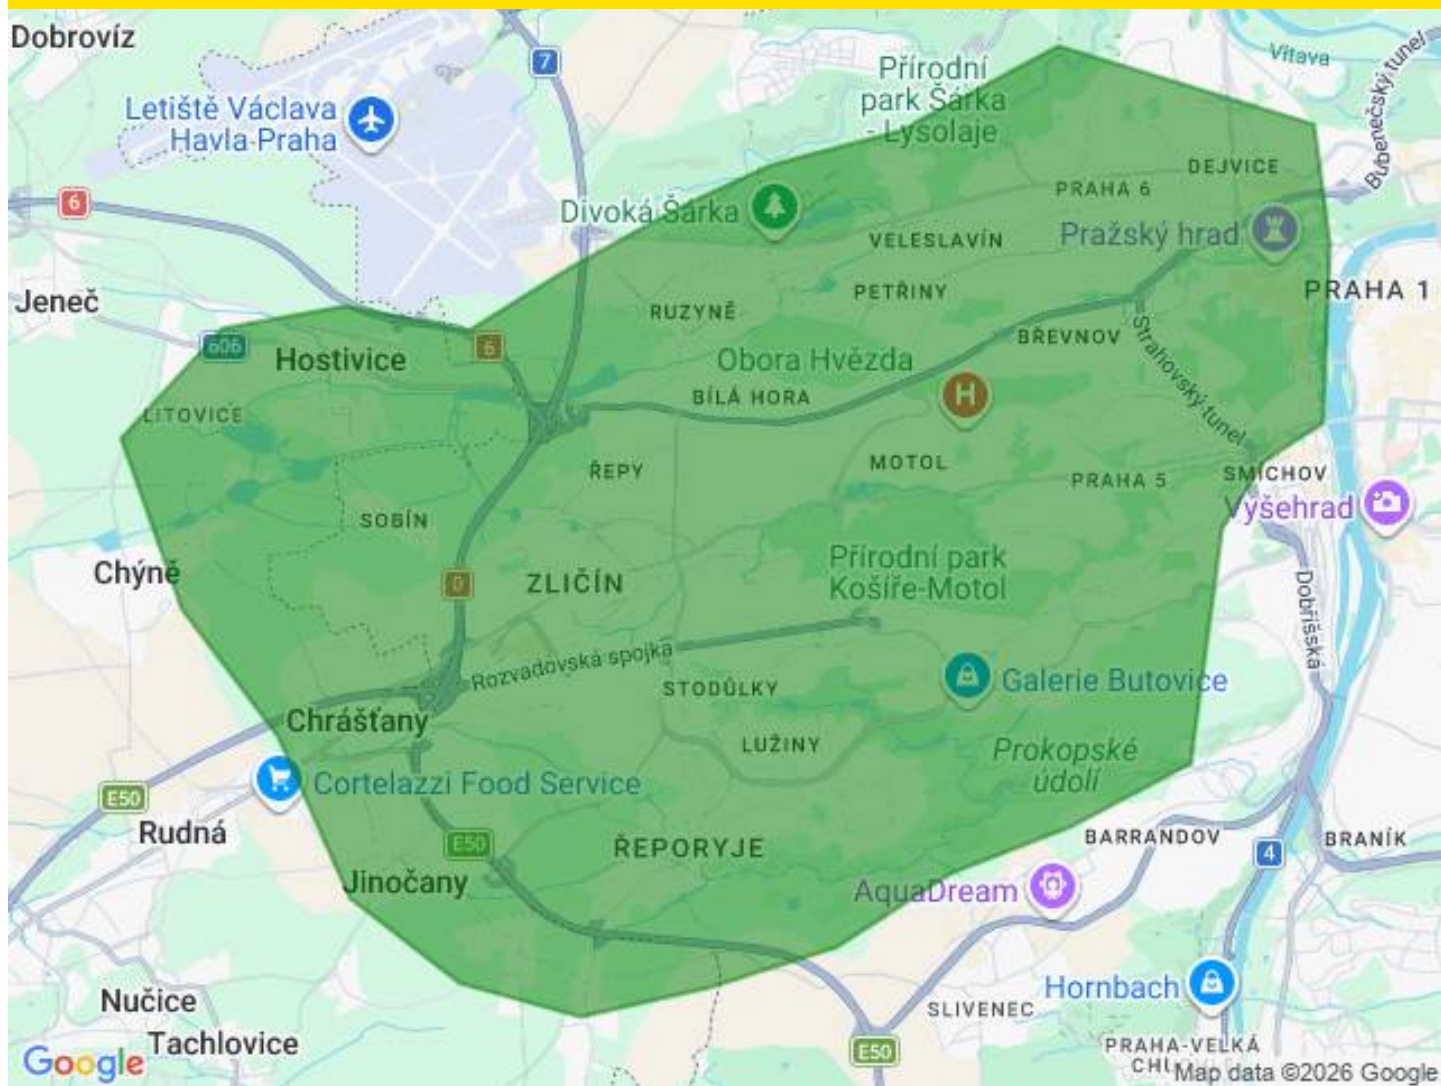 Dobrovíz
7
Vltava
Bubenečský tunel
Přírodní
park Šárka
- Lysolaje
Letiště Václava
Havla Praha
DEJVICE
PRAHA 6
6
Divoká Šárka
VELESLAVÍN
Pražský hrad
Jeneč
PETŘINY
PRAHA 1
RUZYNĚ
BŘEVNOV
606
Hostivice
6
Obora Hvězda
Strahovský tunel
BÍLÁ HORA
H
LITOVICE
MOTOL
ŘEPY
PRAHA 5
SMÍCHOV
Vyšehrad
SOBÍN
Chýně
0
ZLIČÍN
Přírodní park
Košíře-Motol
Dobříšská
Rozvadovská spojka
STODŮLKY
Galerie Butovice
Chrášťany
LUŽINY
Prokopské
údolí
Cortelazzi Food Service
E50
Rudná
E50
ŘEPORYJE
BARRANDOV
4
BRANÍK
Jinočany
AquaDream
Nučice
Hornbach
SLIVENEC
Tachlovice
E50
PRAHA-VELKÁ
CHU
Google
Map data ©2026 Google